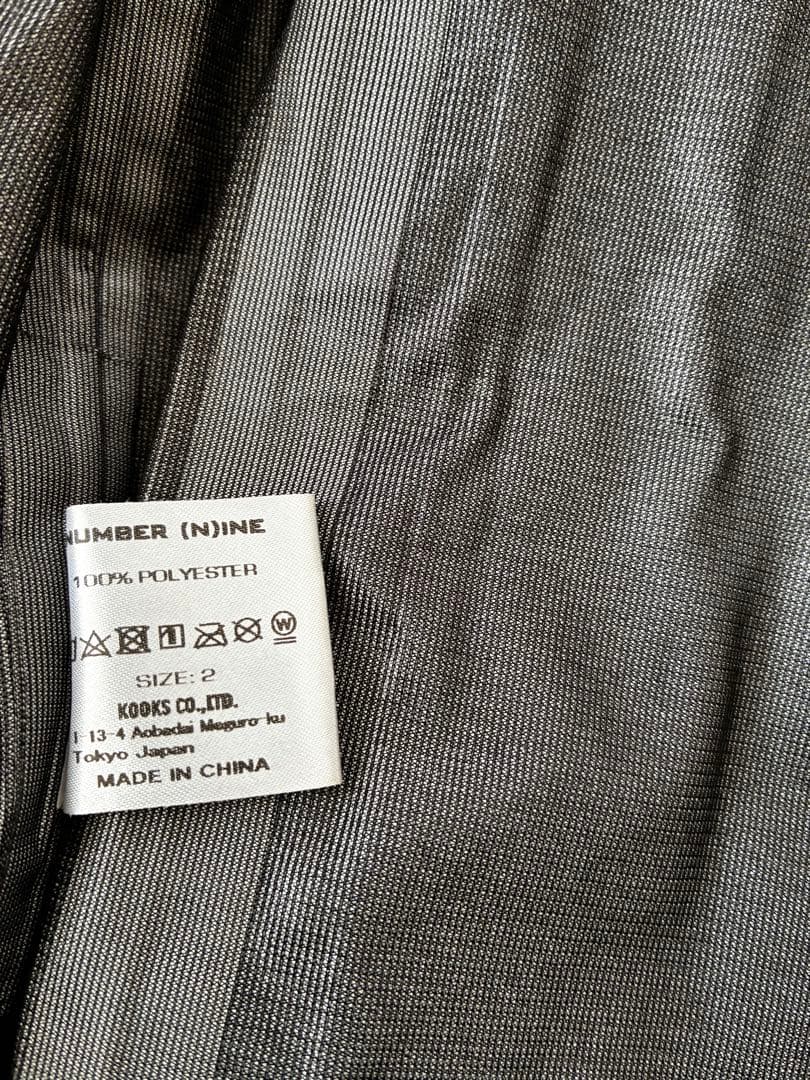 NUMBER (N)INE
100% POLYESTER
W
SIZE: 2
KOOKS CO.,LTD.
1-13-4 Aobadai Meguro-ku
Tokyo Japan
MADE IN CHINA